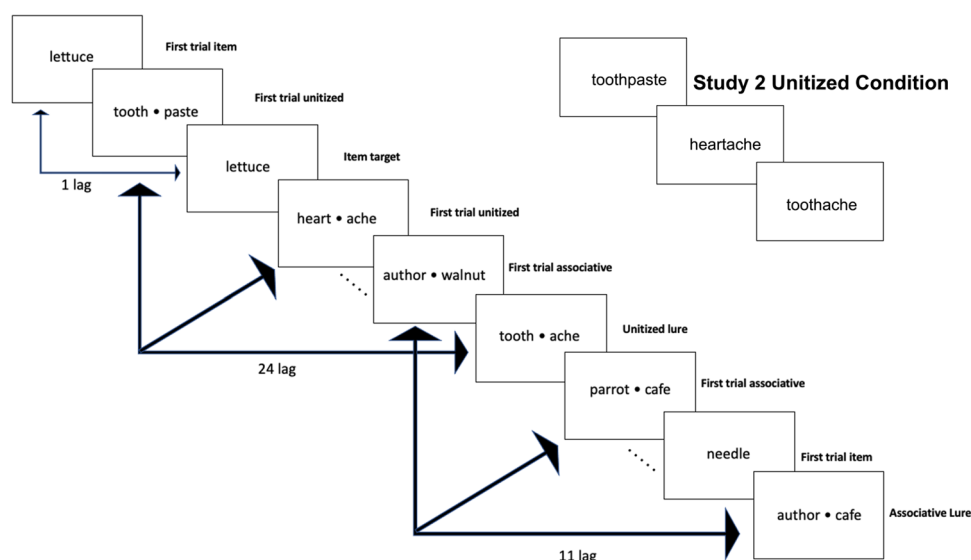 lettuce
First trial item
tooth • paste
First trial unitized
lettuce
Item target
1 lag
heart • ache
First trial unitized
author • walnut
First trial associative
tooth • ache
Unitized lure
24 lag
parrot • cafe
First trial associative
needle
First trial item
author • cafe
Associative Lure
11 lag
toothpaste
Study 2 Unitized Condition
heartache
toothache